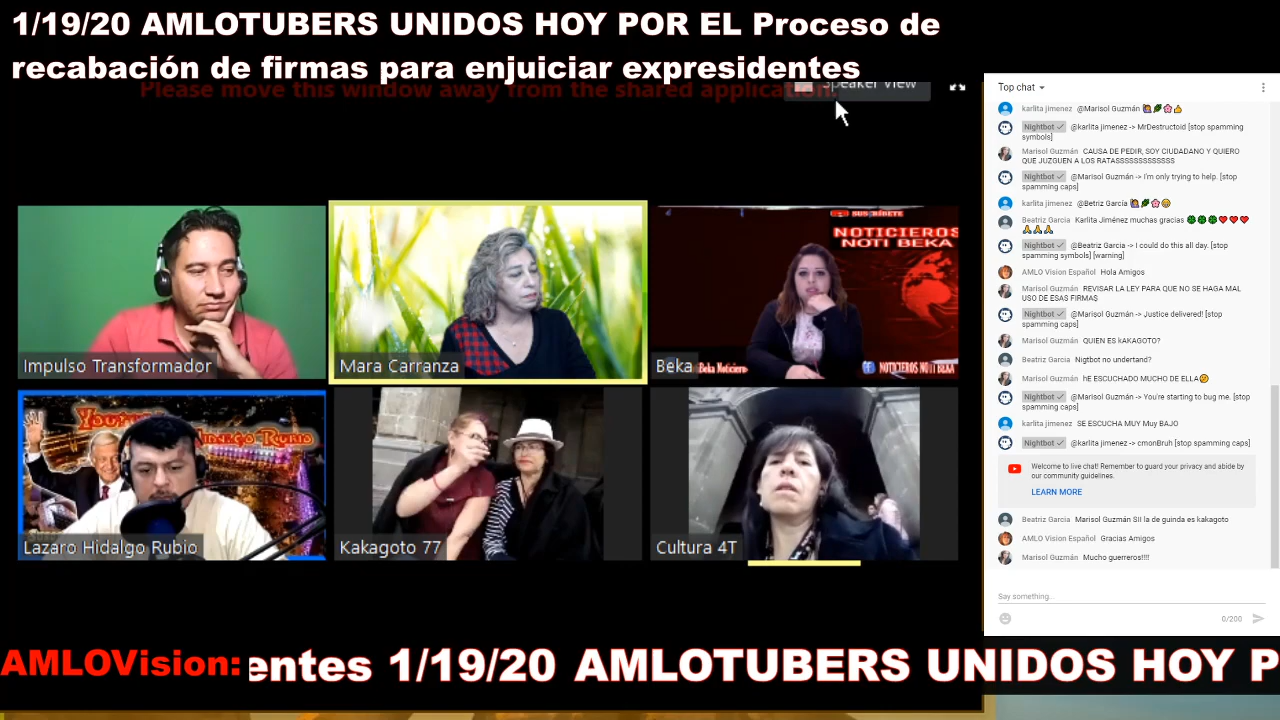 1/19/20 AMLOTUBERS UNIDOS HOY POR EL Proceso de
recabación de firmas para enjuiciar expresidentes
Please move this window away from the shared application.
Speaker View
Impulso Transformador
Mara Carranza
SUSCRIBETE
NOTICIEROS
NOTI BEKA
Beka
Beka Noticiero
NOTICIEROS NOTI BEKA
Hidalgo Rubio
Lazaro Hidalgo Rubio
Kakagoto 77
Cultura 4T
Top chat
karlita jimenez @Marisol Guzmán 🙋🌶🌸👍
Nightbot ✓ @karlita jimenez -> MrDestructoid [stop spamming
symbols]
Marisol Guzmán CAUSA DE PEDIR, SOY CIUDADANO Y QUIERO
QUE JUZGUEN A LOS RATASSSSSSSSSSSS
Nightbot ✓ @Marisol Guzmán -> I'm only trying to help. [stop
spamming caps]
karlita jimenez @Betriz García
Beatriz Garcia Karlita Jiménez muchas gracias ❤❤❤
🙏🙏🙏
Nightbot ✓ @Beatriz Garcia -> I could do this all day. [stop
spamming symbols] [warning]
AMLO Vision Español Hola Amigos
Marisol Guzmán REVISAR LA LEY PARA QUE NO SE HAGA MAL
USO DE ESAS FIRMAS
Nightbot ✓ @Marisol Guzmán -> Justice delivered! [stop
spamming caps]
Marisol Guzmán QUIEN ES kAKAGOTO?
Beatriz Garcia Nigtbot no undertand?
Marisol Guzmán hE ESCUCHADO MUCHO DE ELLA
Nightbot ✓ @Marisol Guzmán -> You're starting to bug me. [stop
spamming caps]
karlita jimenez SE ESCUCHA MUY Muy BAJO
Nightbot ✓ @karlita jimenez -> cmonBruh [stop spamming caps]
Welcome to live chat! Remember to guard your privacy and abide by
our community guidelines.
LEARN MORE
Beatriz Garcia Marisol Guzmán SII la de guinda es kakagoto
AMLO Vision Español Gracias Amigos
Marisol Guzmán Mucho guerreros!!!!
Say something...
0/200
AMLOVision: entes 1/19/20 AMLOTUBERS UNIDOS HOY P